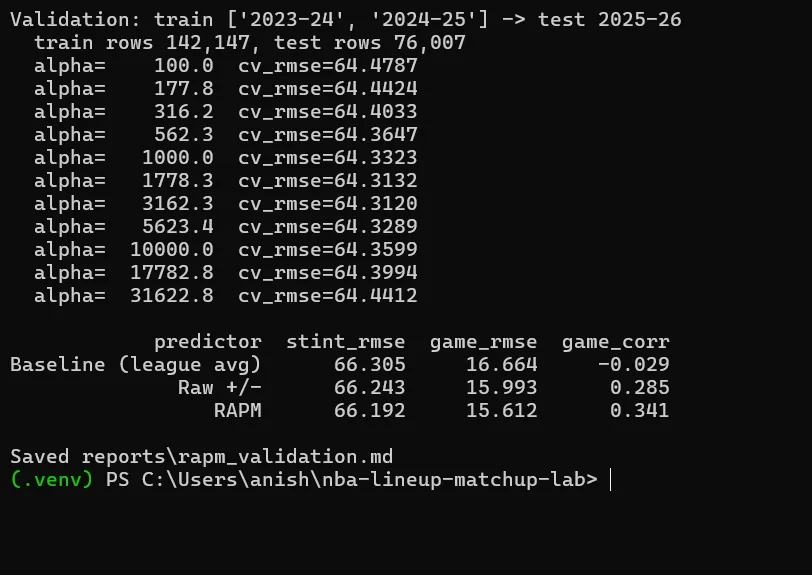 Validation: train ['2023-24', '2024-25'] -> test 2025-26
  train rows 142,147, test rows 76,007
  alpha=    100.0  cv_rmse=64.4787
  alpha=    177.8  cv_rmse=64.4424
  alpha=    316.2  cv_rmse=64.4033
  alpha=    562.3  cv_rmse=64.3647
  alpha=   1000.0  cv_rmse=64.3323
  alpha=   1778.3  cv_rmse=64.3132
  alpha=   3162.3  cv_rmse=64.3120
  alpha=   5623.4  cv_rmse=64.3289
  alpha=  10000.0  cv_rmse=64.3599
  alpha=  17782.8  cv_rmse=64.3994
  alpha=  31622.8  cv_rmse=64.4412

            predictor  stint_rmse  game_rmse  game_corr
Baseline (league avg)      66.305     16.664     -0.029
              Raw +/-      66.243     15.993      0.285
                 RAPM      66.192     15.612      0.341

Saved reports\rapm_validation.md
(.venv) PS C:\Users\anish\nba-lineup-matchup-lab>